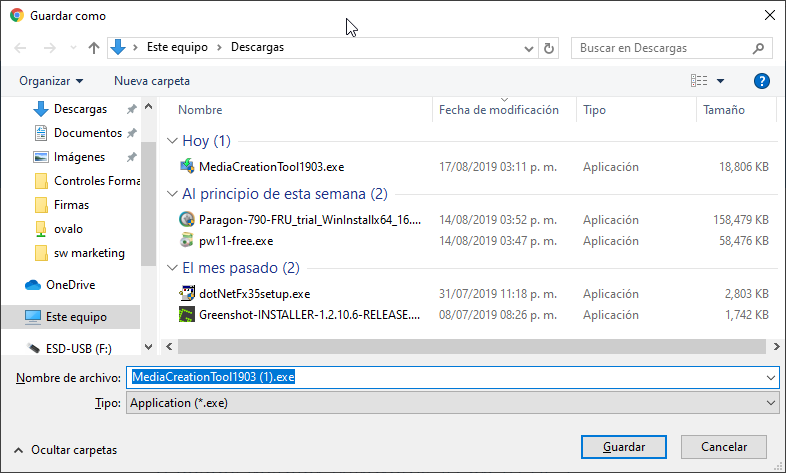 Guardar como
Este equipo Descargas Buscar en Descargas
Organizar Nueva carpeta
Nombre Fecha de modificación Tipo Tamaño
Descargas
Documentos
Imágenes
Controles Forma
Firmas
ovalo
sw marketing
OneDrive
Este equipo
ESD-USB (F:)
Hoy (1)
MediaCreationTool1903.exe 17/08/2019 03:11 p. m. Aplicación 18,806 KB
Al principio de esta semana (2)
Paragon-790-FRU_trial_WinInstallx64_16.... 14/08/2019 03:52 p. m. Aplicación 158,479 KB
pw11-free.exe 14/08/2019 03:47 p. m. Aplicación 58,476 KB
El mes pasado (2)
dotNetFx35setup.exe 31/07/2019 11:18 p. m. Aplicación 2,803 KB
Greenshot-INSTALLER-1.2.10.6-RELEASE.... 08/07/2019 08:26 p. m. Aplicación 1,742 KB
Nombre de archivo: MediaCreationTool1903 (1).exe
Tipo: Application (*.exe)
Ocultar carpetas Guardar Cancelar